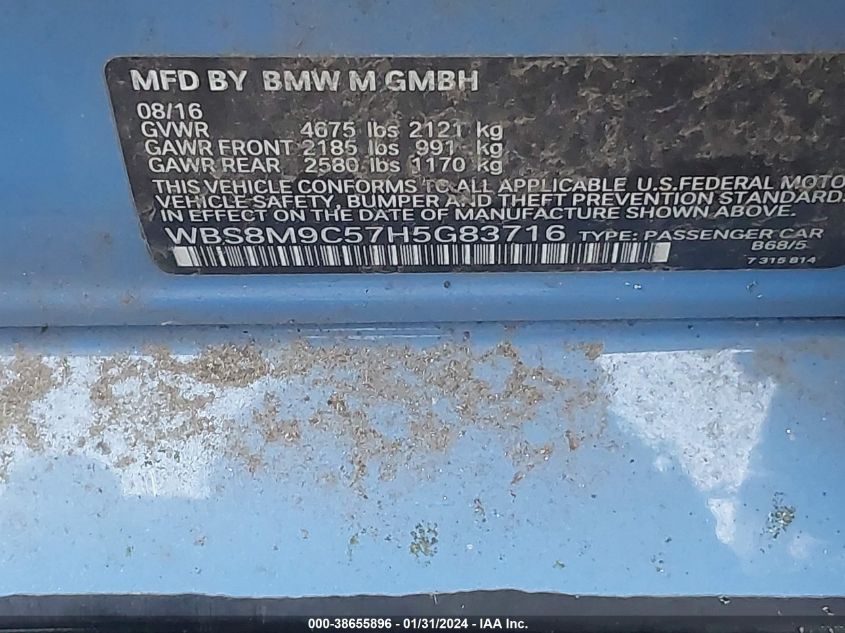 MFD BY BMW M GMBH
08/16
GVWR 4675 lbs 2121 kg
GAWR FRONT 2185 lbs 991 kg
GAWR REAR 2580 lbs 1170 kg
THIS VEHICLE CONFORMS TO ALL APPLICABLE U.S.FEDERAL MOTO
VEHICLE SAFETY, BUMPER AND THEFT PREVENTION STANDARD
IN EFFECT ON THE DATE OF MANUFACTURE SHOWN ABOVE.
WBS8M9C57H5G83716 TYPE: PASSENGER CAR
B68/5
7 315 814
000-38655896 - 01/31/2024 - IAA Inc.